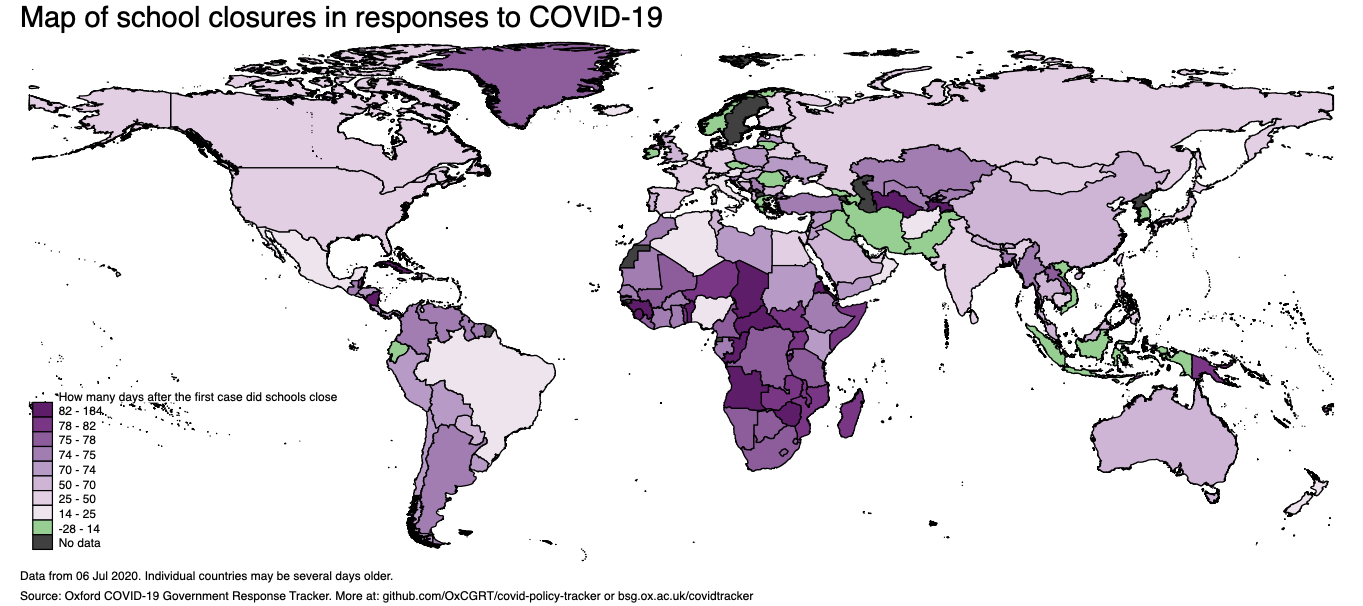 Map of school closures in responses to COVID-19
*How many days after the first case did schools close
82 - 184
78 - 82
75 - 78
74 - 75
70 - 74
50 - 70
25 - 50
14 - 25
-28 - 14
No data
Data from 06 Jul 2020. Individual countries may be several days older.
Source: Oxford COVID-19 Government Response Tracker. More at: github.com/OxCGRT/covid-policy-tracker or bsg.ox.ac.uk/covidtracker